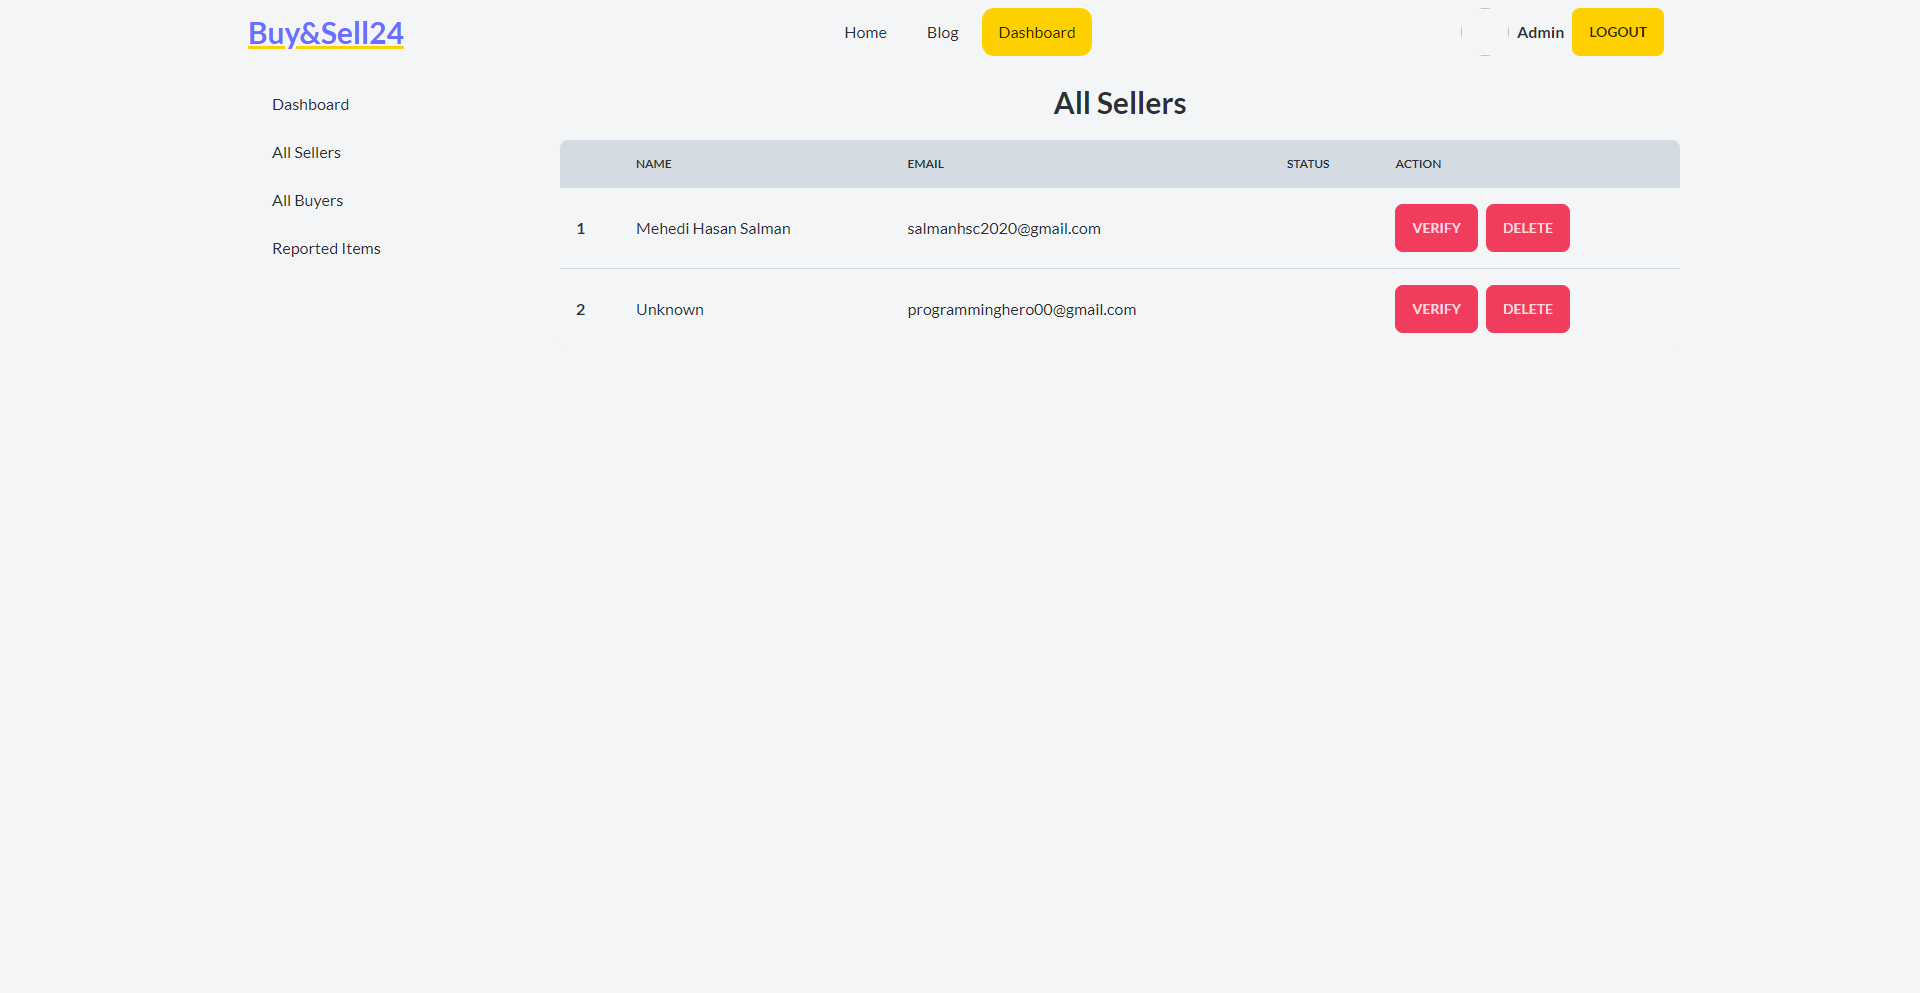 Buy&Sell24
Home Blog Dashboard
Admin LOGOUT
Dashboard
All Sellers
All Buyers
Reported Items
All Sellers
NAME EMAIL STATUS ACTION
1 Mehedi Hasan Salman salmanhsc2020@gmail.com VERIFY DELETE
2 Unknown programminghero00@gmail.com VERIFY DELETE